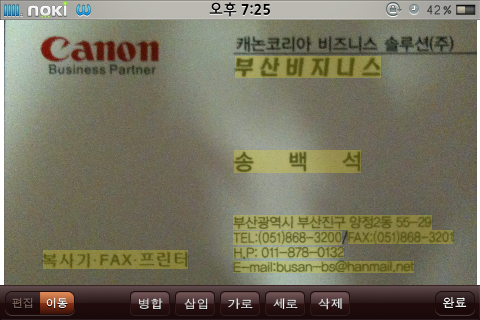 noki 오후 7:25 42%
Canon
Business Partner
캐논코리아 비즈니스 솔루션(주)
부산비지니스
송 백 석
부산광역시 부산진구 양정2동 55-29
TEL:(051)868-3200/FAX:(051)868-3201
H.P: 011-878-0132
E-mail:busan-bs@hanmail.net
복사기·FAX·프린터
편집 이동 병합 삽입 가로 세로 삭제 완료